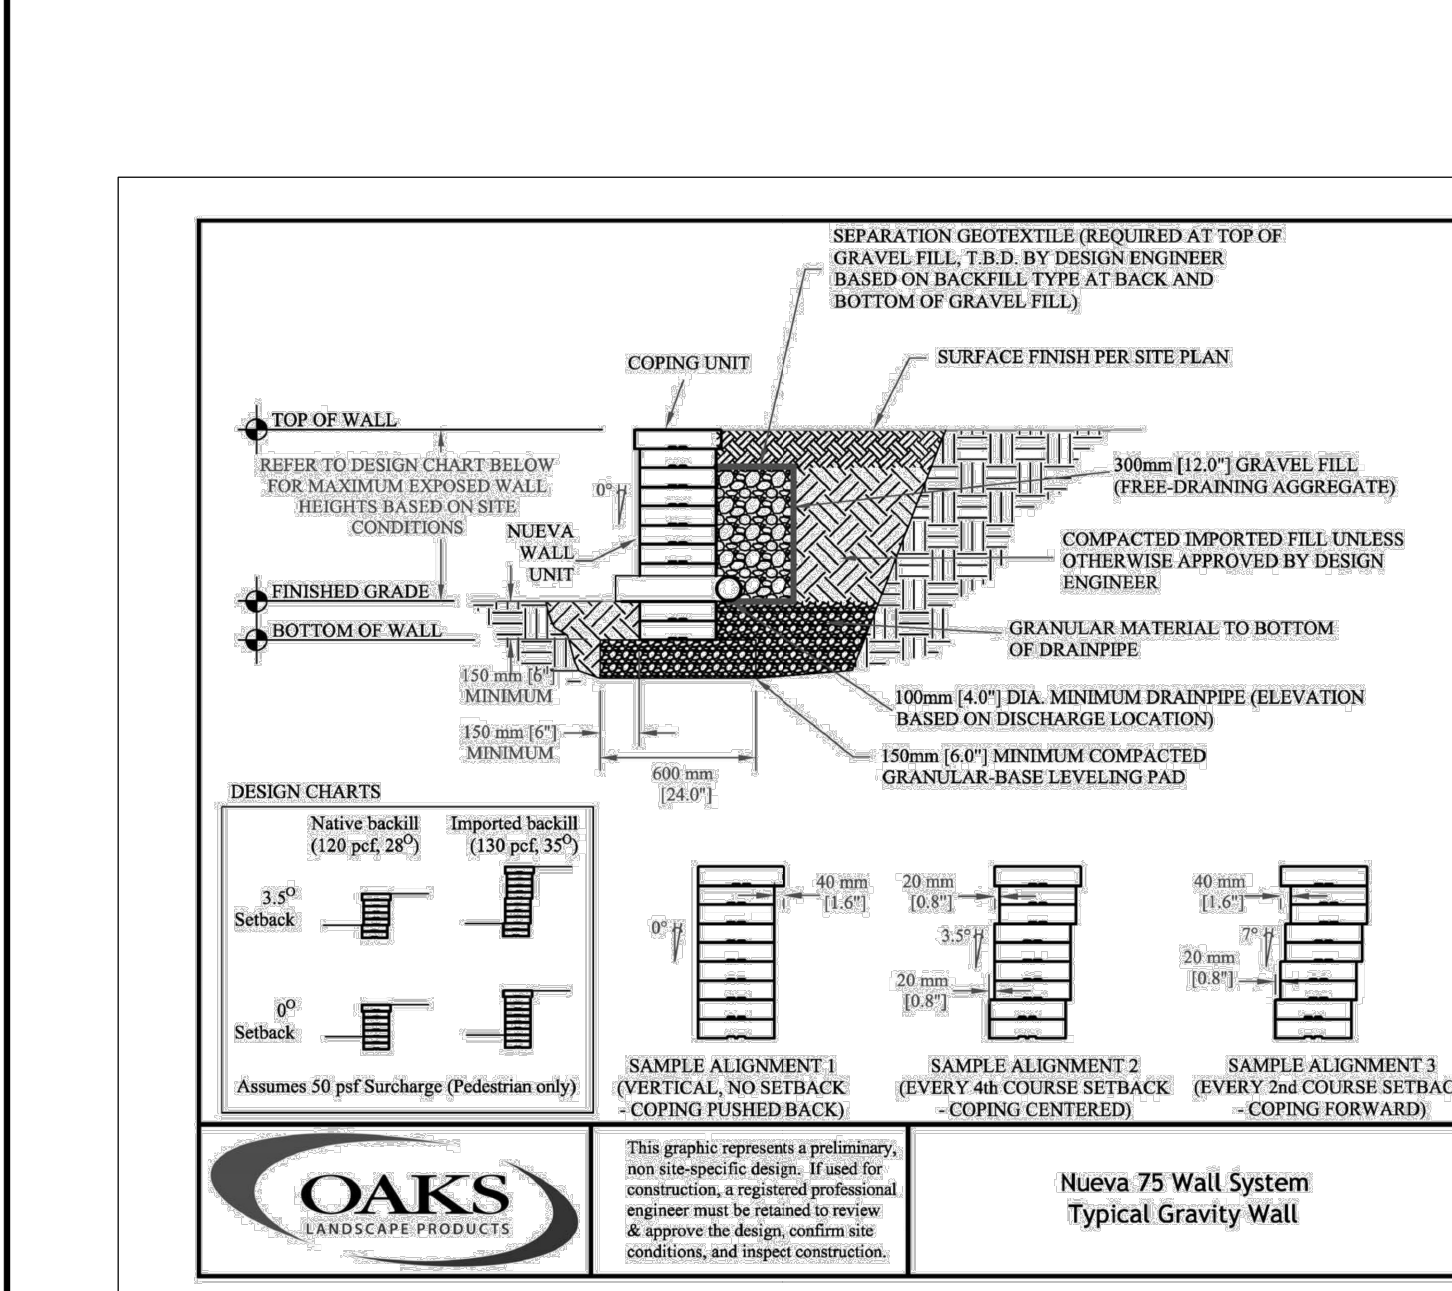 SEPARATION GEOTEXTILE (REQUIRED AT TOP OF
GRAVEL FILL, T.B.D. BY DESIGN ENGINEER
BASED ON BACKFILL TYPE AT BACK AND
BOTTOM OF GRAVEL FILL)
COPING UNIT
SURFACE FINISH PER SITE PLAN
TOP OF WALL
REFER TO DESIGN CHART BELOW
FOR MAXIMUM EXPOSED WALL
HEIGHTS BASED ON SITE
CONDITIONS
0°
NUEVA
WALL
UNIT
300mm [12.0"] GRAVEL FILL
(FREE-DRAINING AGGREGATE)
COMPACTED IMPORTED FILL UNLESS
OTHERWISE APPROVED BY DESIGN
ENGINEER
FINISHED GRADE
BOTTOM OF WALL
GRANULAR MATERIAL TO BOTTOM
OF DRAINPIPE
150 mm [6"]
MINIMUM
100mm [4.0"] DIA. MINIMUM DRAINPIPE (ELEVATION
BASED ON DISCHARGE LOCATION)
150 mm [6"]
MINIMUM
150mm [6.0"] MINIMUM COMPACTED
GRANULAR-BASE LEVELING PAD
600 mm
[24.0"]
DESIGN CHARTS
Native backill
(120 pcf, 28°)
Imported backill
(130 pcf, 35°)
3.5°
Setback
0°
Setback
Assumes 50 psf Surcharge (Pedestrian only)
40 mm
[1.6"]
0°
SAMPLE ALIGNMENT 1
(VERTICAL, NO SETBACK
- COPING PUSHED BACK)
20 mm
[0.8"]
3.5°
20 mm
[0.8"]
SAMPLE ALIGNMENT 2
(EVERY 4th COURSE SETBACK
- COPING CENTERED)
40 mm
[1.6"]
7°
20 mm
[0.8"]
SAMPLE ALIGNMENT 3
(EVERY 2nd COURSE SETBAC
- COPING FORWARD)
OAKS
LANDSCAPE PRODUCTS
This graphic represents a preliminary,
non site-specific design. If used for
construction, a registered professional
engineer must be retained to review
& approve the design, confirm site
conditions, and inspect construction.
Nueva 75 Wall System
Typical Gravity Wall